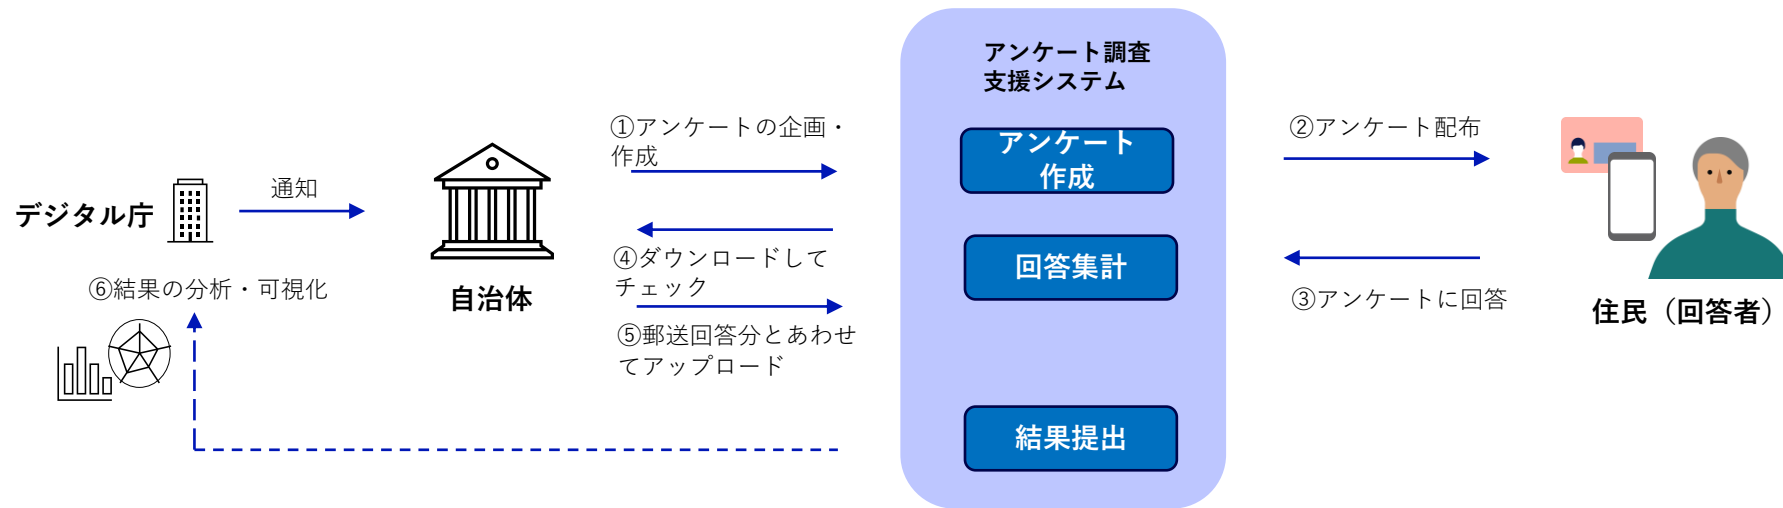 アンケート調査
支援システム
①アンケートの企画・
作成
アンケート
作成
②アンケート配布
デジタル庁
通知
自治体
④ダウンロードして
チェック
回答集計
③アンケートに回答
住民（回答者）
⑤郵送回答分とあわせ
てアップロード
⑥結果の分析・可視化
結果提出